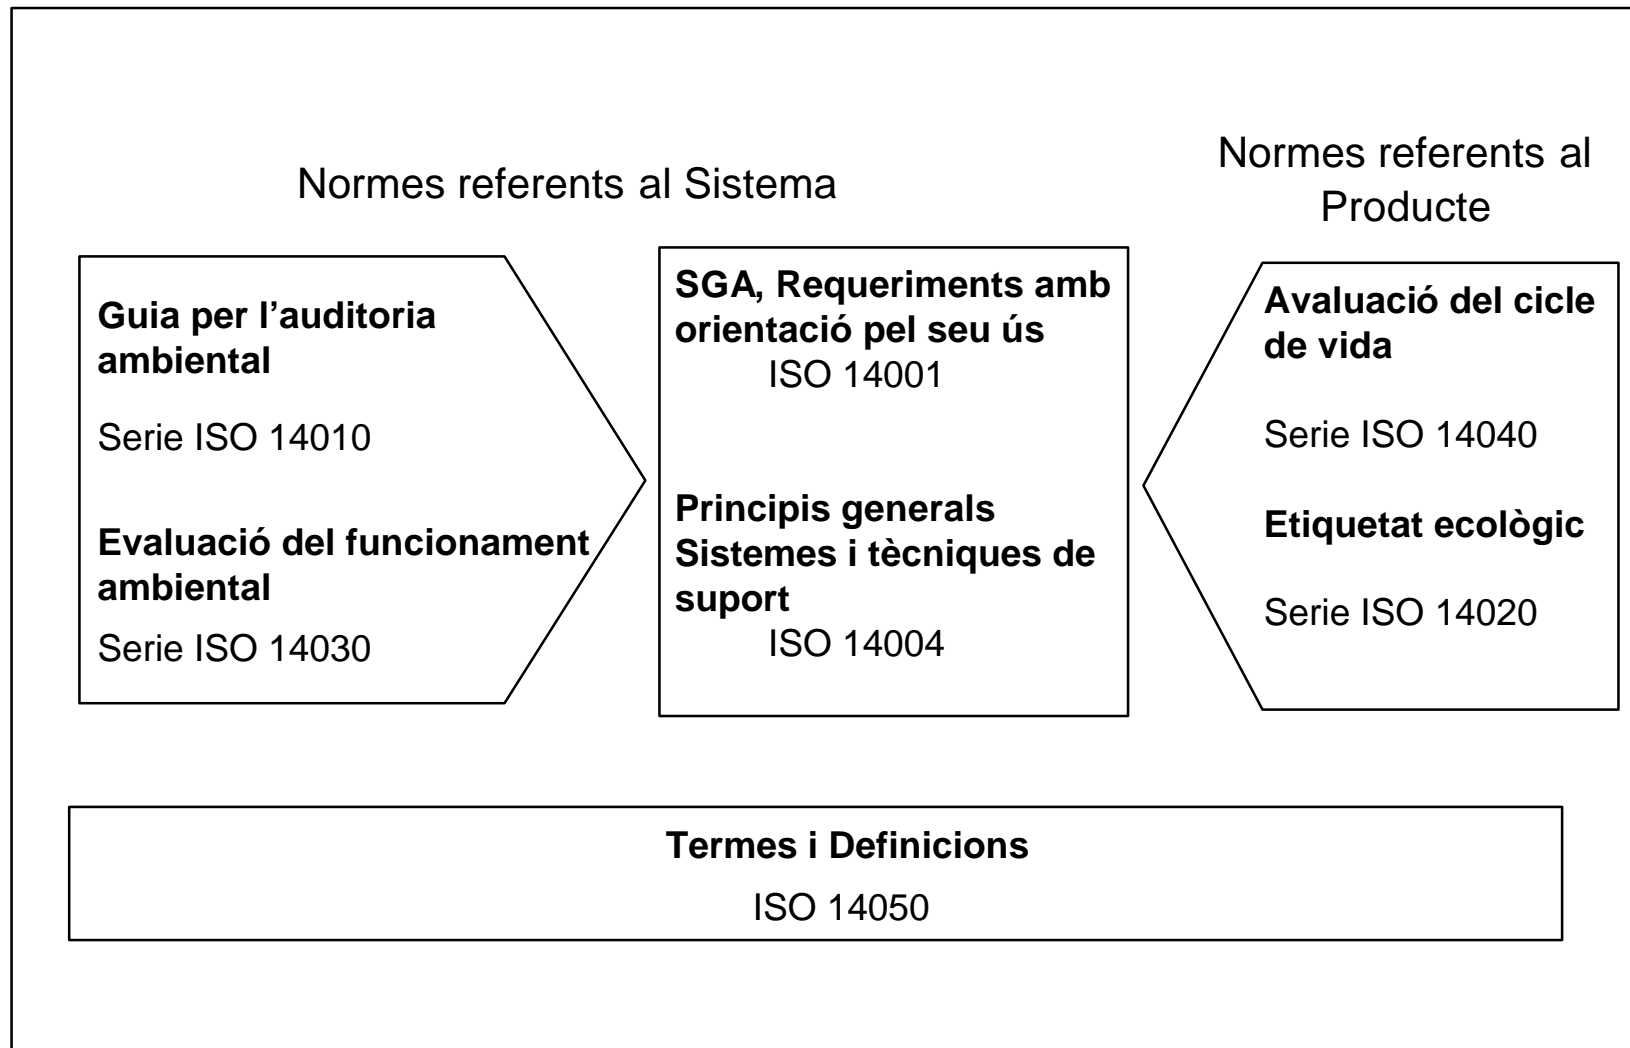 Normes referents al Sistema
Normes referents al
Producte
Guia per l’auditoria
ambiental
Serie ISO 14010
Evaluació del funcionament
ambiental
Serie ISO 14030
SGA, Requeriments amb
orientació pel seu ús
ISO 14001
Principis generals
Sistemes i tècniques de
suport
ISO 14004
Avaluació del cicle
de vida
Serie ISO 14040
Etiquetat ecològic
Serie ISO 14020
Termes i Definicions
ISO 14050